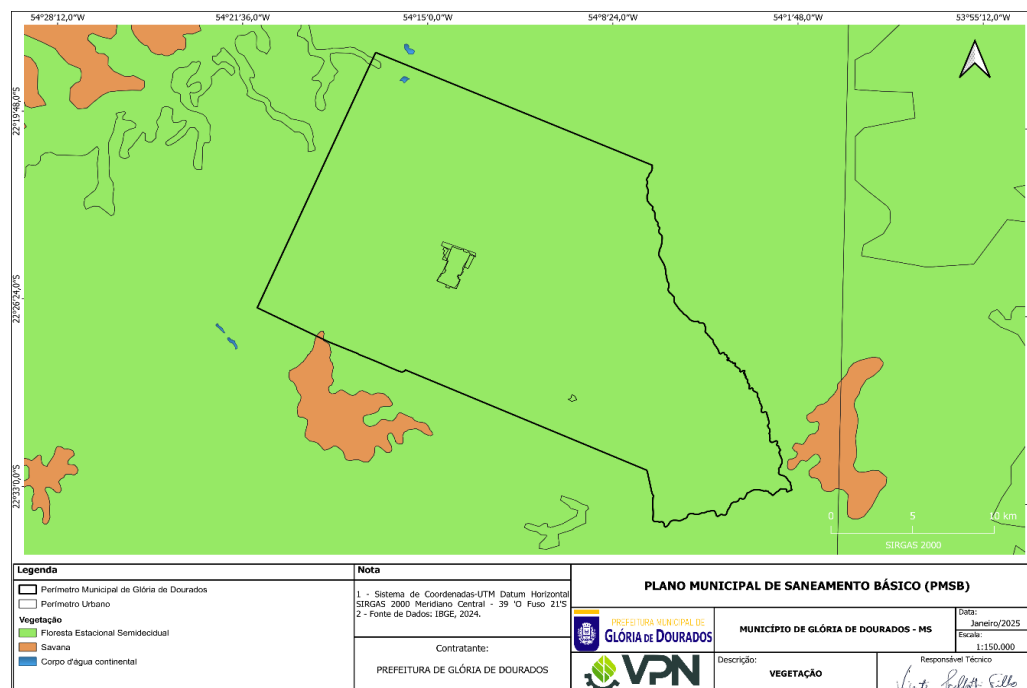 54°28'12,0"W 54°21'36,0"W 54°15'0,0"W 54°8'24,0"W 54°1'48,0"W 53°55'12,0"W
22°19'48,0"S
22°26'24,0"S
22°33'0,0"S
0 5 10 km
SIRGAS 2000
Legenda
Perímetro Municipal de Glória de Dourados
Perímetro Urbano
Vegetação
Floresta Estacional Semidecidual
Savana
Corpo d'água continental
Nota
1 - Sistema de Coordenadas-UTM Datum Horizontal
SIRGAS 2000 Meridiano Central - 39 'O Fuso 21'S
2 - Fonte de Dados: IBGE, 2024.
Contratante:
PREFEITURA DE GLÓRIA DE DOURADOS
PLANO MUNICIPAL DE SANEAMENTO BÁSICO (PMSB)
PREFEITURA MUNICIPAL DE
GLÓRIA DE DOURADOS
MUNICÍPIO DE GLÓRIA DE DOURADOS - MS
Data:
Janeiro/2025
Escala:
1:150.000
VPN
Descrição:
VEGETAÇÃO
Responsável Técnico